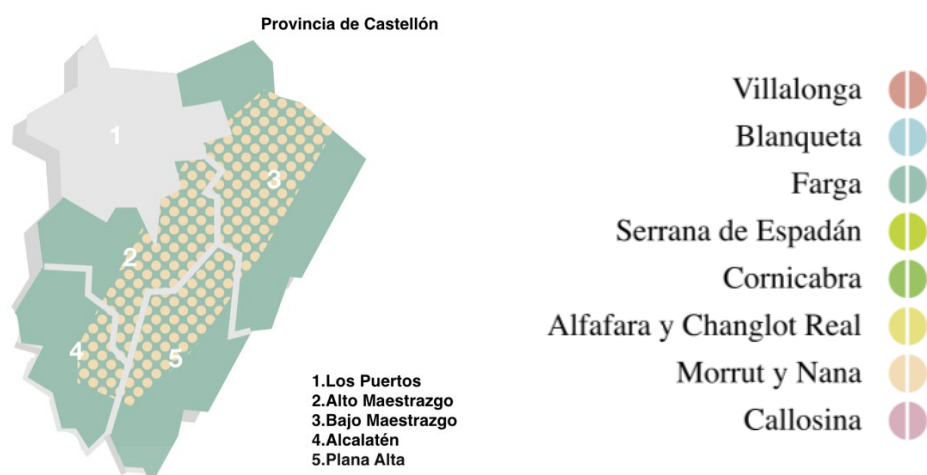 Provincia de Castellón
1
3
2
4
5
1.Los Puertos
2.Alto Maestrazgo
3.Bajo Maestrazgo
4.Alcalatén
5.Plana Alta
Villalonga
Blanqueta
Farga
Serrana de Espadán
Cornicabra
Alfafara y Changlot Real
Morrut y Nana
Callosina